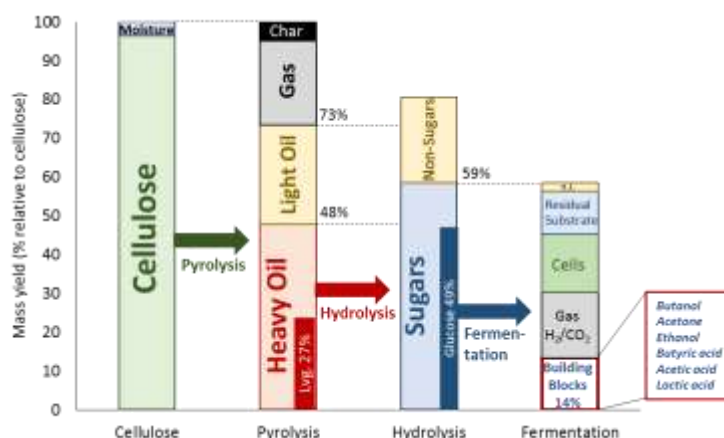 Mass yield (% relative to cellulose)
100
90
80
70
60
50
40
30
20
10
0
Moisture
Cellulose
Pyrolysis
Char
Gas
73%
Light Oil
48%
Heavy Oil
Lvg. 27%
Hydrolysis
Non-Sugars
59%
Sugars
Glucose 49%
Fermen-
tation
Residual
Substrate
Cells
Gas
H₂/CO₂
Building
Blocks
14%
Butanol
Acetone
Ethanol
Butyric acid
Acetic acid
Lactic acid
Cellulose
Pyrolysis
Hydrolysis
Fermentation